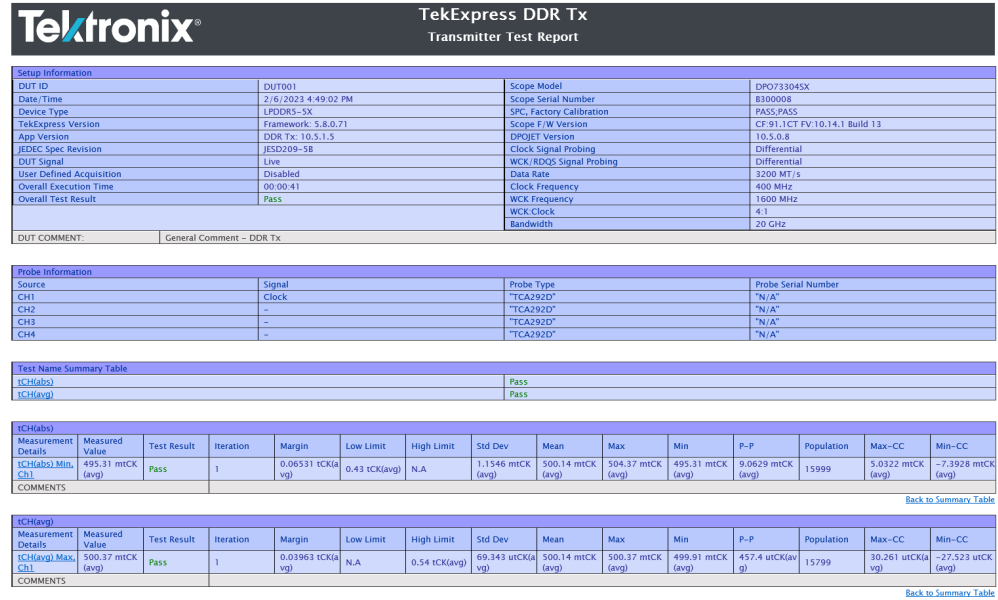 Tektronix®
TekExpress DDR Tx
Transmitter Test Report
Setup Information
DUT ID DUT001 Scope Model DPO73304SX
Date/Time 2/6/2023 4:49:02 PM Scope Serial Number B300008
Device Type LPDDR5-5X SPC, Factory Calibration PASS;PASS
TekExpress Version Framework: 5.8.0.71 Scope F/W Version CF:91.1CT FV:10.14.1 Build 13
App Version DDR Tx: 10.5.1.5 DPOJET Version 10.5.0.8
JEDEC Spec Revision JESD209-5B Clock Signal Probing Differential
DUT Signal Live WCK/RDQS Signal Probing Differential
User Defined Acquisition Disabled Data Rate 3200 MT/s
Overall Execution Time 00:00:41 Clock Frequency 400 MHz
Overall Test Result Pass WCK Frequency 1600 MHz
WCK:Clock 4:1
Bandwidth 20 GHz
DUT COMMENT: General Comment - DDR Tx
Probe Information
Source Signal Probe Type Probe Serial Number
CH1 Clock "TCA292D" "N/A"
CH2 - "TCA292D" "N/A"
CH3 - "TCA292D" "N/A"
CH4 - "TCA292D" "N/A"
Test Name Summary Table
tCH(abs) Pass
tCH(avg) Pass
tCH(abs)
Measurement Details Measured Value Test Result Iteration Margin Low Limit High Limit Std Dev Mean Max Min P-P Population Max-CC Min-CC
tCH(abs) Min, Ch1 495.31 mtCK (avg) Pass 1 0.06531 tCK(avg) 0.43 tCK(avg) N.A 1.1546 mtCK (avg) 500.14 mtCK (avg) 504.37 mtCK (avg) 495.31 mtCK (avg) 9.0629 mtCK (avg) 15999 5.0322 mtCK (avg) -7.3928 mtCK (avg)
COMMENTS
Back to Summary Table
tCH(avg)
Measurement Details Measured Value Test Result Iteration Margin Low Limit High Limit Std Dev Mean Max Min P-P Population Max-CC Min-CC
tCH(avg) Max, Ch1 500.37 mtCK (avg) Pass 1 0.03963 tCK(avg) N.A 0.54 tCK(avg) 69.343 utCK(avg) 500.14 mtCK (avg) 500.37 mtCK (avg) 499.91 mtCK (avg) 457.4 utCK(avg) 15799 30.261 utCK(avg) -27.523 utCK (avg)
COMMENTS
Back to Summary Table